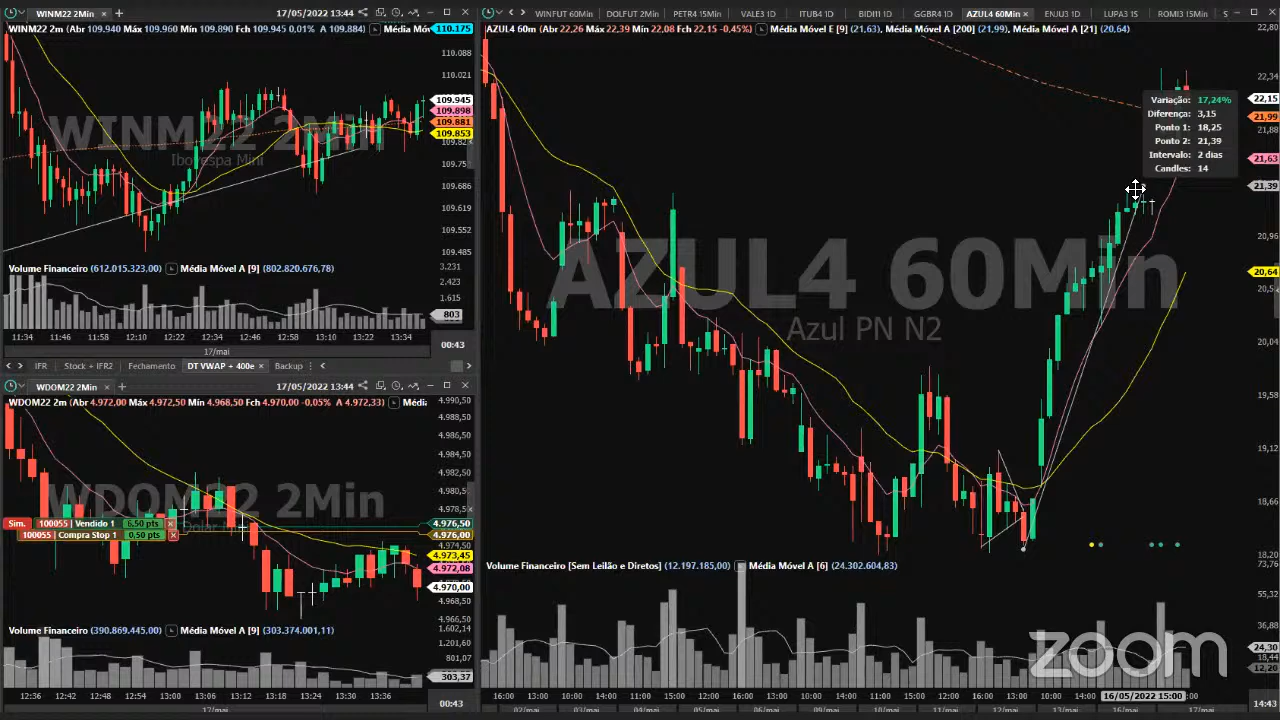 WINM22 2Min
17/05/2022 13:44
WINM22 2m (Abr 109.940 Máx 109.960 Mín 109.890 Fch 109.945 0,01% A 109.884) Média Mó
110.175
110.088
110.021
109.945
109.898
109.881
109.853
109.82
109.753
109.686
109.619
109.552
109.485
WINM22 2Min
Ibovespa Mini
Volume Financeiro (612.015.323,00) Média Móvel A [9] (802.820.676,78)
3.231
2.423
1.615
803
11:34 11:42 11:50 12:10 12:22 12:34 12:46 12:58 13:10 13:22 13:34
00:43
17/mai
IFR Stock + IFR2 Fechamento DT VWAP + 400e Backup
WDOM22 2Min
17/05/2022 13:44
WDOM22 2m (Abr 4.972,00 Máx 4.972,50 Mín 4.968,50 Fch 4.970,00 -0,05% A 4.972,33) Média
4.990,50
4.988,50
4.985,50
4.982,50
4.980,50
4.976,50
4.976,00
4.974,50
4.973,45
4.972,08
4.970,00
4.968,50
4.966,50
WDOM22 2Min
Sim. 100055 | Vendido 1 6,50 pts
100055 | Compra Stop 1 0,50 pts
Volume Financeiro (390.869.445,00) Média Móvel A [9] (303.374.001,11)
1.602,14
1.201,60
801,07
303,37
12:36 12:42 12:48 12:54 13:00 13:06 13:12 13:18 13:24 13:30 13:36
00:43
17/mai
WINFUT 60Min DOLFUT 2Min PETR4 15Min VALE3 1D ITUB4 1D BIDI11 1D GGBR4 1D AZUL4 60Min ENJU3 1D LUPA3 1S ROMI3 15Min S
AZUL4 60m (Abr 22,26 Máx 22,39 Mín 22,08 Fch 22,15 -0,45%) Média Móvel E [9] (21,63), Média Móvel A [200] (21,99), Média Móvel A [21] (20,64)
22,80
22,34
22,15
21,99
21,88
21,63
21,39
20,96
20,64
20,5
20,04
19,58
19,12
18,66
18,20
Variação: 17,24%
Diferença: 3,15
Ponto 1: 18,25
Ponto 2: 21,39
Intervalo: 2 dias
Candles: 14
AZUL4 60Min
Azul PN N2
Volume Financeiro [Sem Leilão e Diretos] (12.197.185,00) Média Móvel A [6] (24.302.604,83)
73,76
55,32
36,88
24,30
12,20
zoom
16:00 13:00 10:00 14:00 11:00 15:00 12:00 16:00 13:00 10:00 14:00 11:00 15:00 12:00 16:00 13:00 10:00 14:00 16/05/2022 15:00
14:43
02/mai 03/mai 04/mai 05/mai 06/mai 09/mai 10/mai 11/mai 12/mai 13/mai 16/mai 17/mai